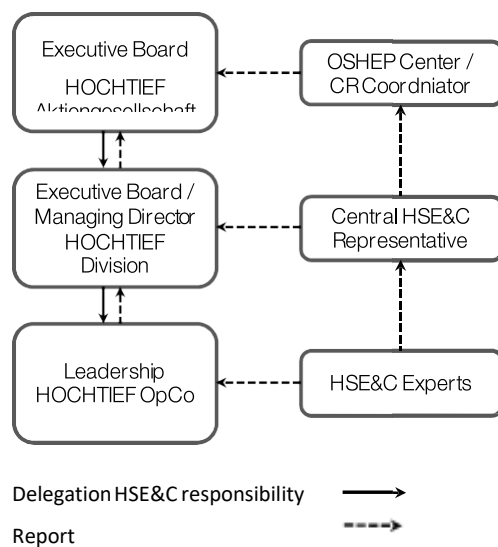 Executive Board
HOCHTIEF
Aktiengesellschaft
OSHEP Center /
CR Coordniator
Executive Board /
Managing Director
HOCHTIEF
Division
Central HSE&C
Representative
Leadership
HOCHTIEF OpCo
HSE&C Experts
Delegation HSE&C responsibility
Report